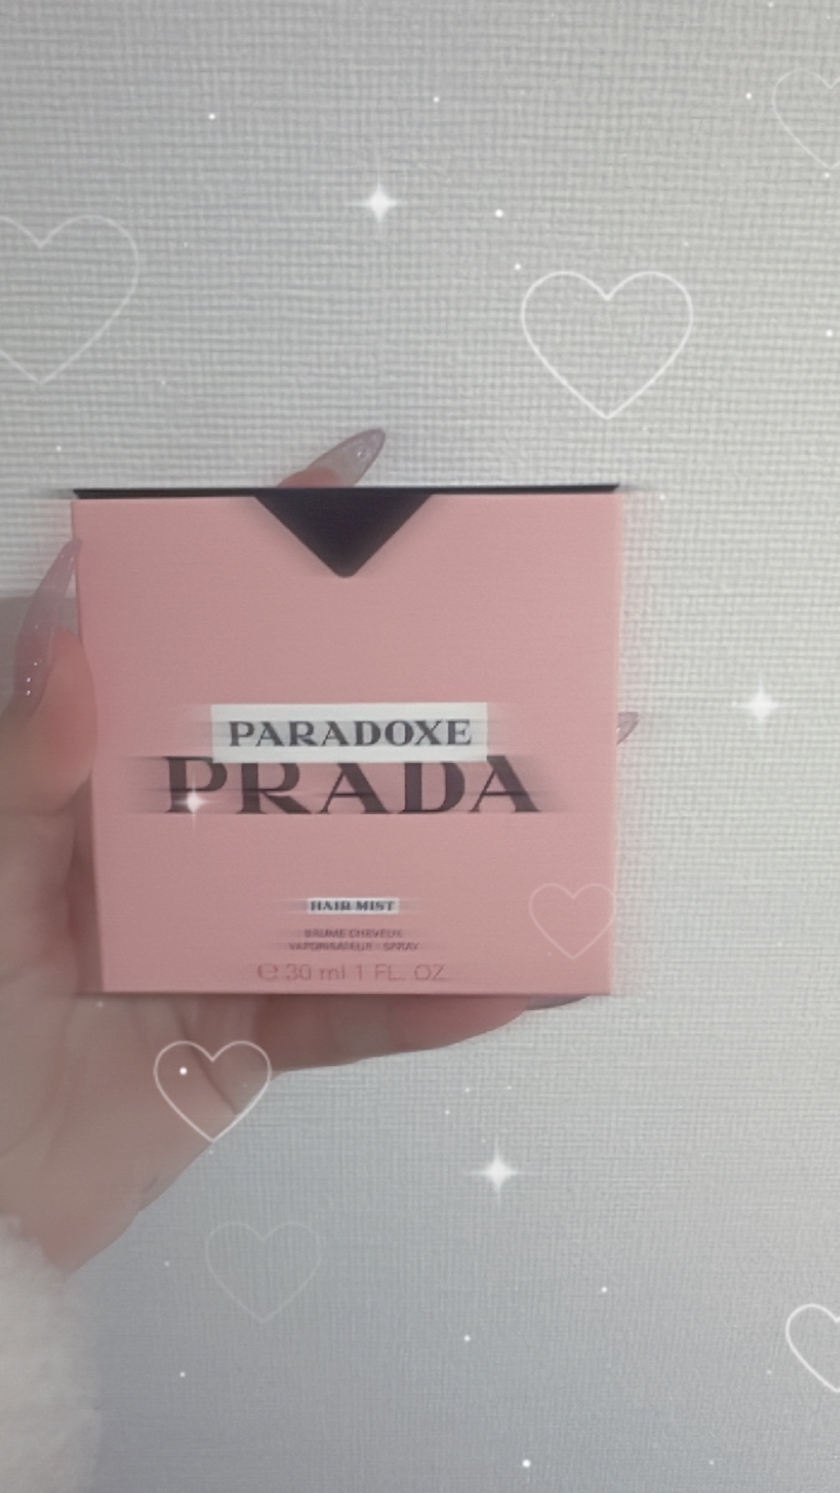 PARADOXE
PRADA
HAIR MIST
BRUME CHEVEUX
VAPORISATEUR - SPRAY
℮ 30 ml 1 FL. OZ